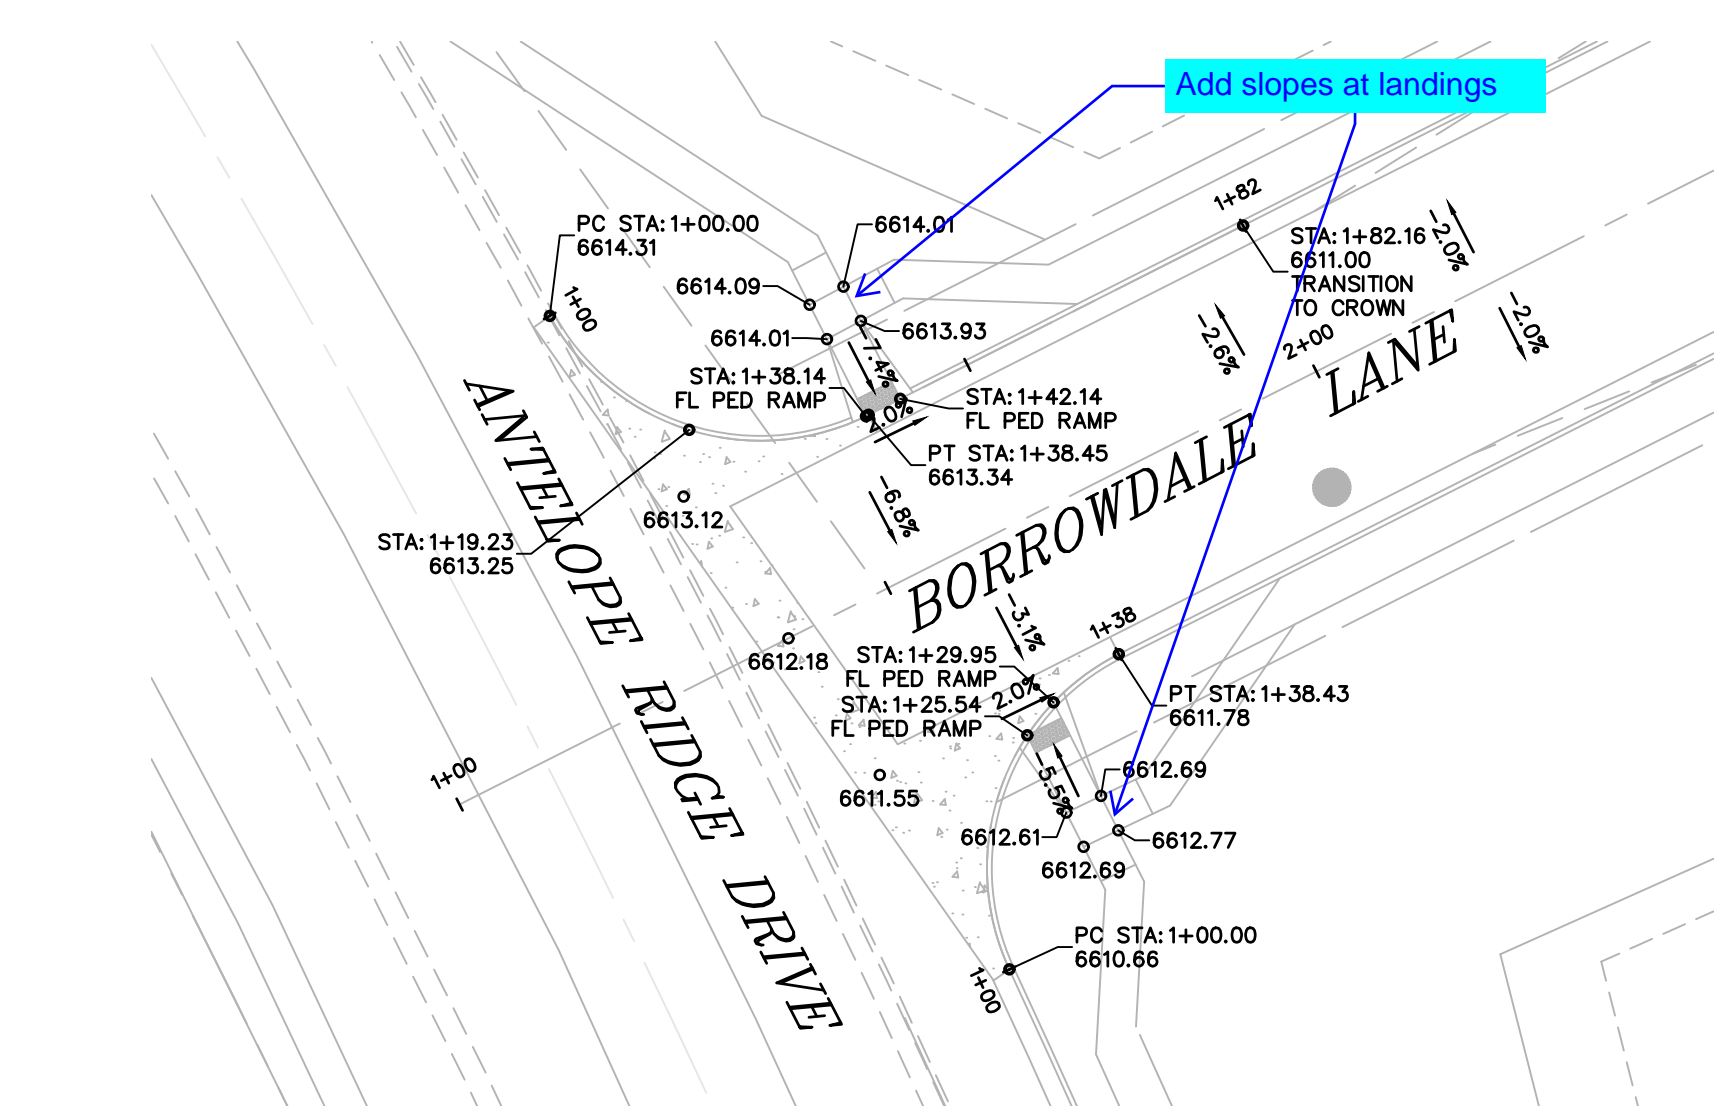 Add slopes at landings
PC STA:1+00.00
6614.31
1+00
6614.01
6614.09
6614.01
6613.93
-7.4%
STA:1+38.14
FL PED RAMP
2.0%
STA:1+42.14
FL PED RAMP
PT STA:1+38.45
6613.34
1+82
STA:1+82.16
6611.00
TRANSITION
TO CROWN
-2.0%
-2.0%
-2.6%
2+00
-6.8%
6613.12
STA:1+19.23
6613.25
ANTELOPE RIDGE DRIVE
BORROWDALE LANE
6612.18
1+00
-3.1%
1+38
STA:1+29.95
FL PED RAMP
2.0%
STA:1+25.54
FL PED RAMP
PT STA:1+38.43
6611.78
-5.5%
6612.69
6611.55
6612.61
6612.77
6612.69
PC STA:1+00.00
6610.66
1+00